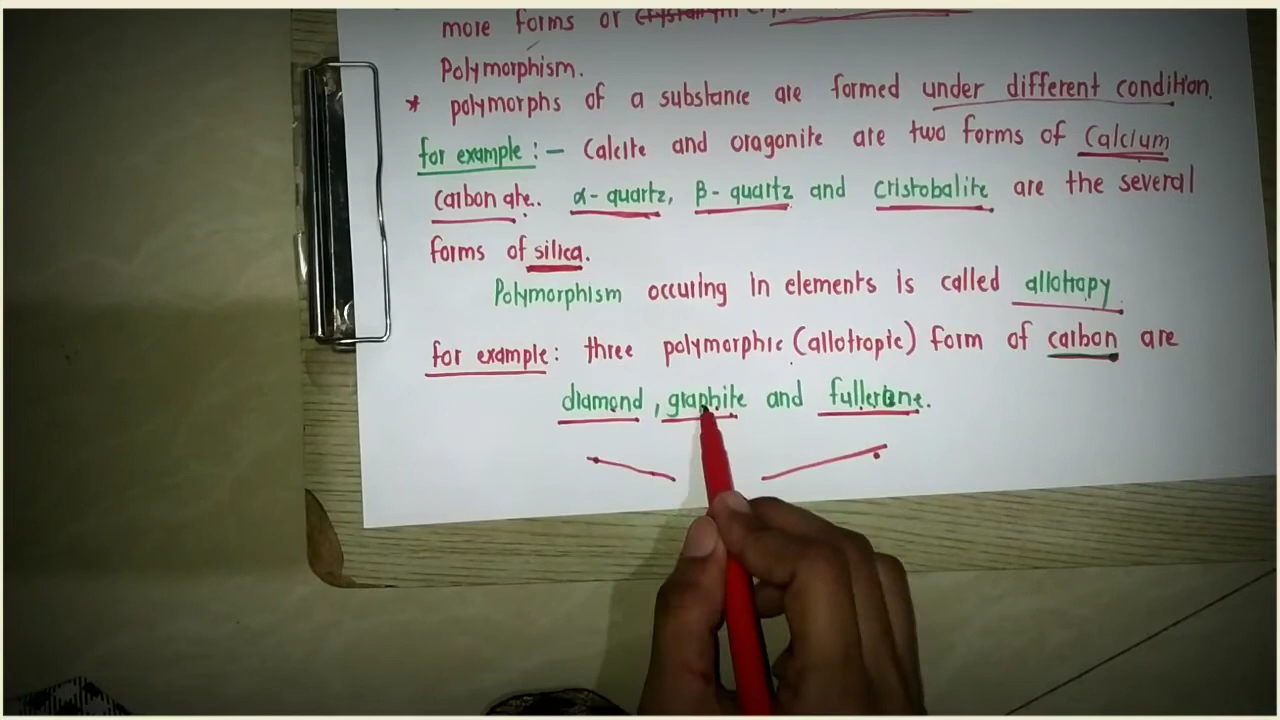 more forms or
Polymorphism.
* polymorphs of a substance are formed under different condition.
for example :– Calcite and oragonite are two forms of Calcium
carbonate. α-quartz, β-quartz and cristobalite are the several
forms of silica.
Polymorphism occuring in elements is called allotropy
for example: three polymorphic (allotropic) form of carbon are
diamond, graphite and fullerene.